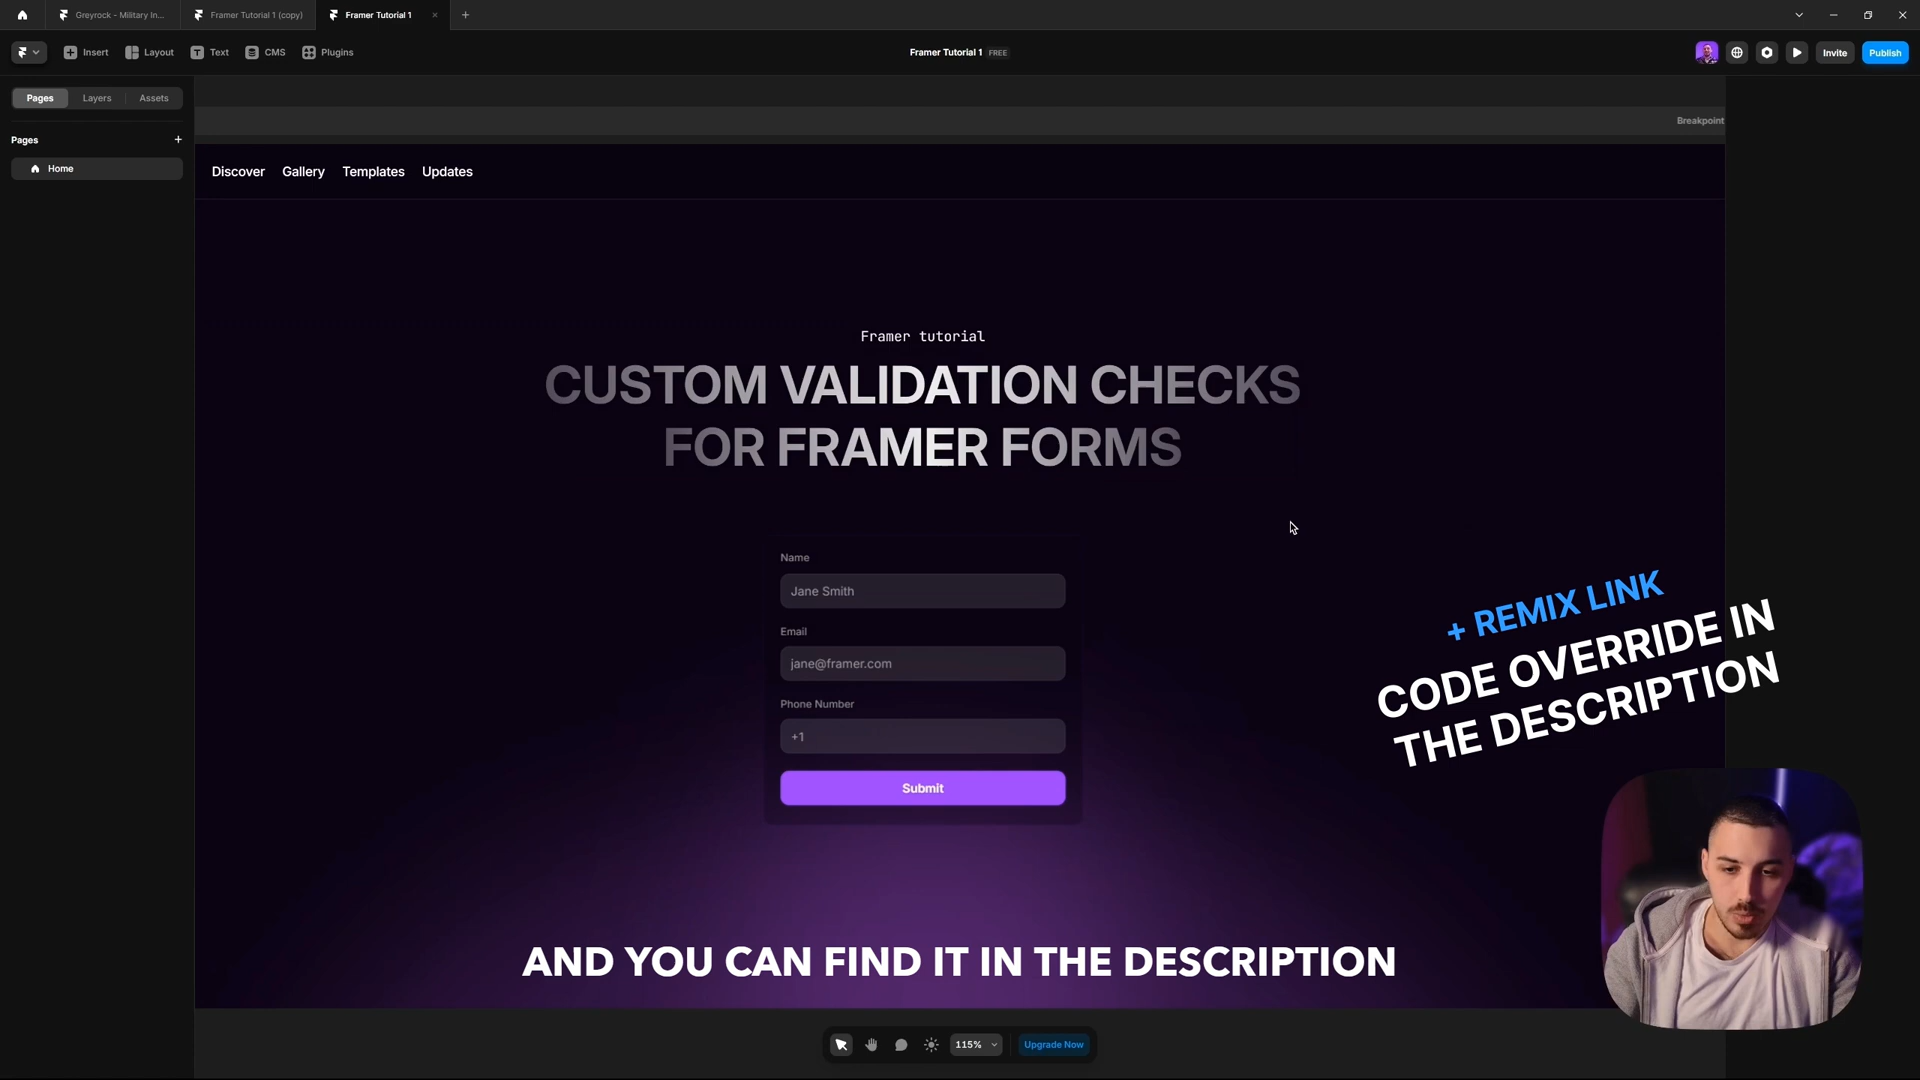 Greyrock - Military In...
Framer Tutorial 1 (copy)
Framer Tutorial 1
Insert
Layout
Text
CMS
Plugins
Framer Tutorial 1 FREE
Invite
Publish
Pages
Layers
Assets
Pages
Home
Breakpoint
Discover
Gallery
Templates
Updates
Framer tutorial
CUSTOM VALIDATION CHECKS
FOR FRAMER FORMS
Name
Jane Smith
Email
jane@framer.com
Phone Number
+1
Submit
+ REMIX LINK
CODE OVERRIDE IN
THE DESCRIPTION
AND YOU CAN FIND IT IN THE DESCRIPTION
115%
Upgrade Now